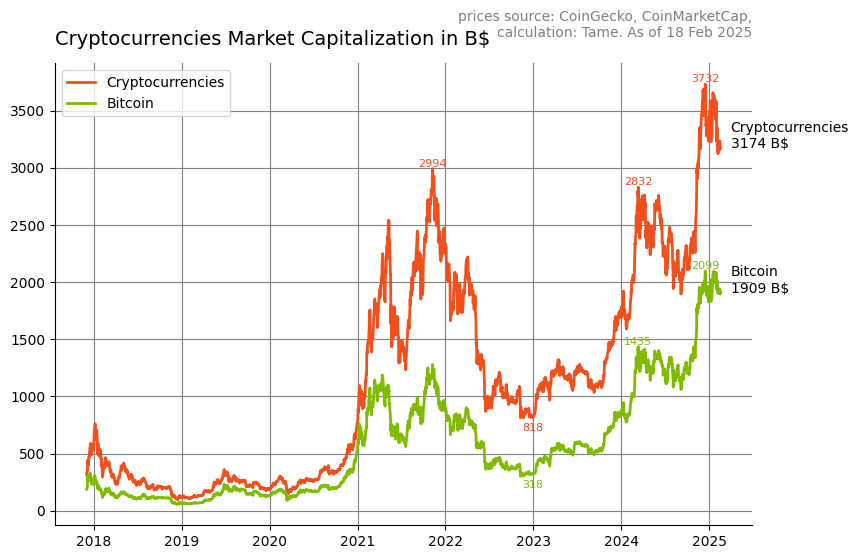 prices source: CoinGecko, CoinMarketCap,
calculation: Tame. As of 18 Feb 2025
Cryptocurrencies Market Capitalization in B$
Cryptocurrencies
Bitcoin
3732
2994
2832
2099
1435
818
318
Cryptocurrencies
3174 B$
Bitcoin
1909 B$
3500
3000
2500
2000
1500
1000
500
0
2018 2019 2020 2021 2022 2023 2024 2025